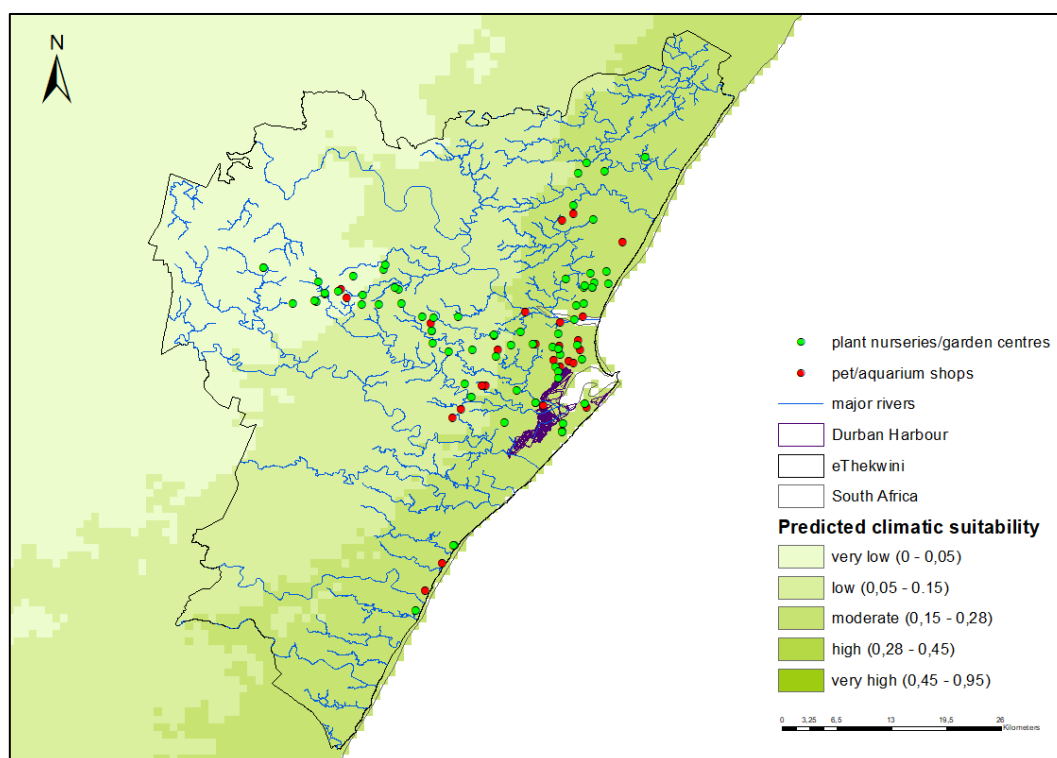 N
plant nurseries/garden centres
pet/aquarium shops
major rivers
Durban Harbour
eThekwini
South Africa
Predicted climatic suitability
very low (0 - 0,05)
low (0,05 - 0.15)
moderate (0,15 - 0,28)
high (0,28 - 0,45)
very high (0,45 - 0,95)
0 3,25 6,5 13 19,5 26
Kilometers